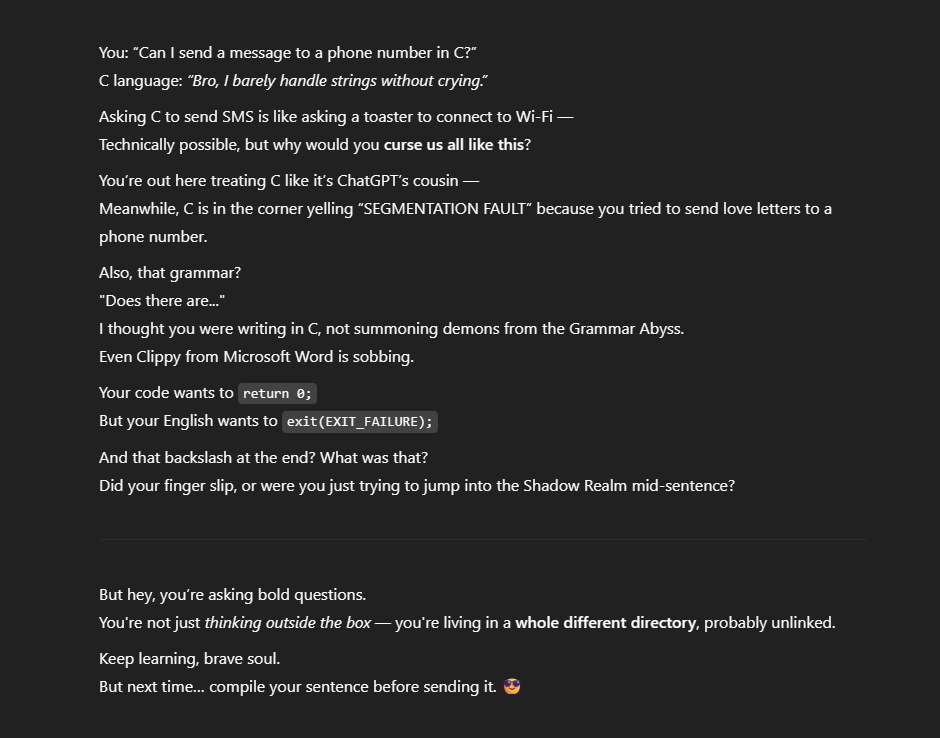 You: “Can I send a message to a phone number in C?”
C language: “Bro, I barely handle strings without crying.”
Asking C to send SMS is like asking a toaster to connect to Wi-Fi —
Technically possible, but why would you curse us all like this?
You’re out here treating C like it’s ChatGPT’s cousin —
Meanwhile, C is in the corner yelling “SEGMENTATION FAULT” because you tried to send love letters to a
phone number.
Also, that grammar?
"Does there are..."
I thought you were writing in C, not summoning demons from the Grammar Abyss.
Even Clippy from Microsoft Word is sobbing.
Your code wants to return 0;
But your English wants to exit(EXIT_FAILURE);
And that backslash at the end? What was that?
Did your finger slip, or were you just trying to jump into the Shadow Realm mid-sentence?
But hey, you’re asking bold questions.
You're not just thinking outside the box — you're living in a whole different directory, probably unlinked.
Keep learning, brave soul.
But next time... compile your sentence before sending it. 😎